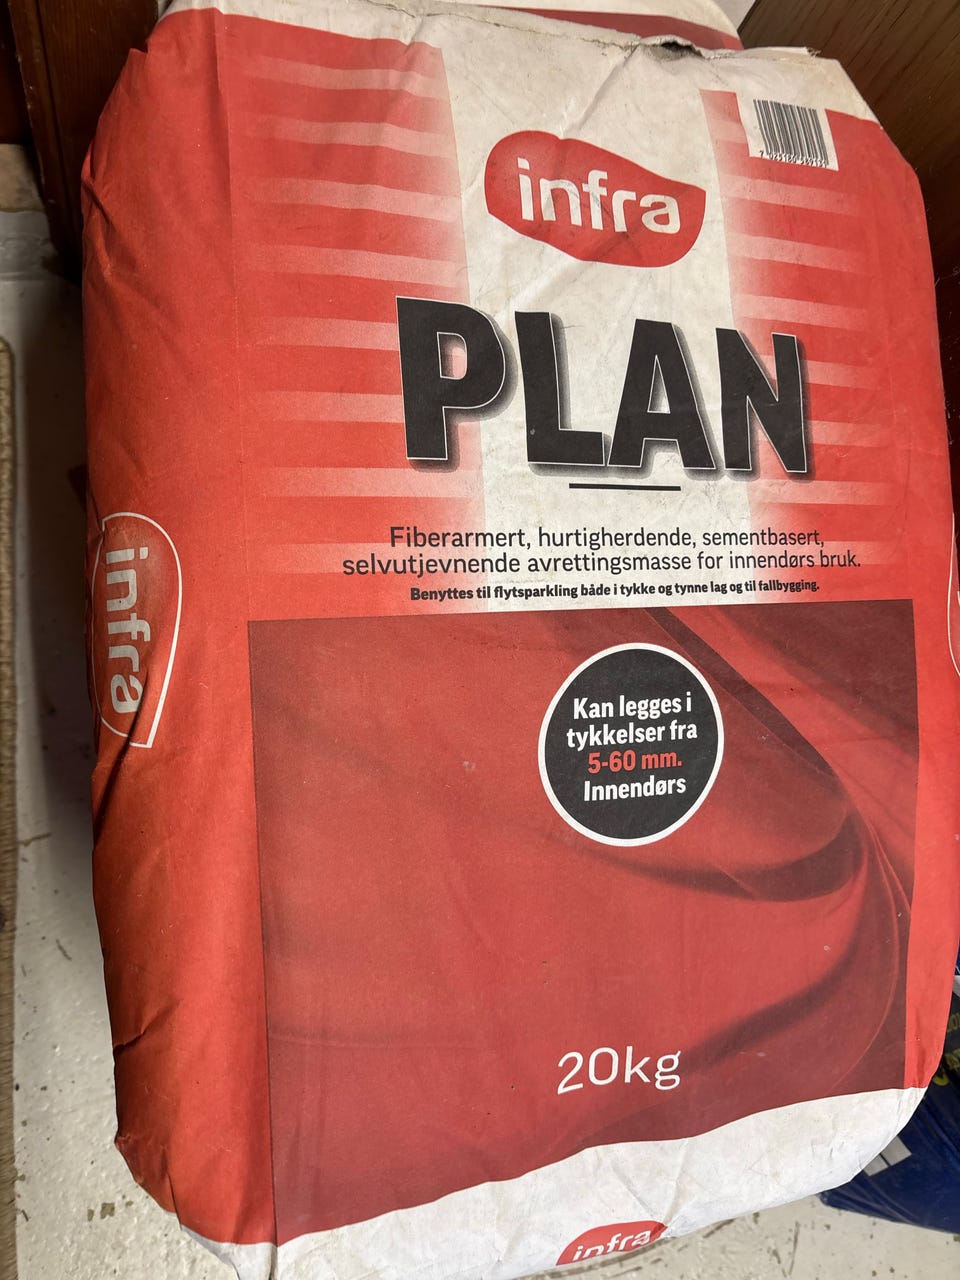 infra
PLAN
Fiberarmert, hurtigherdende, sementbasert,
selvutjevnende avrettingsmasse for innendørs bruk.
Benyttes til flytsparkling både i tykke og tynne lag og til fallbygging.
infra
Kan legges i
tykkelser fra
5-60 mm.
Innendørs
20kg
infra